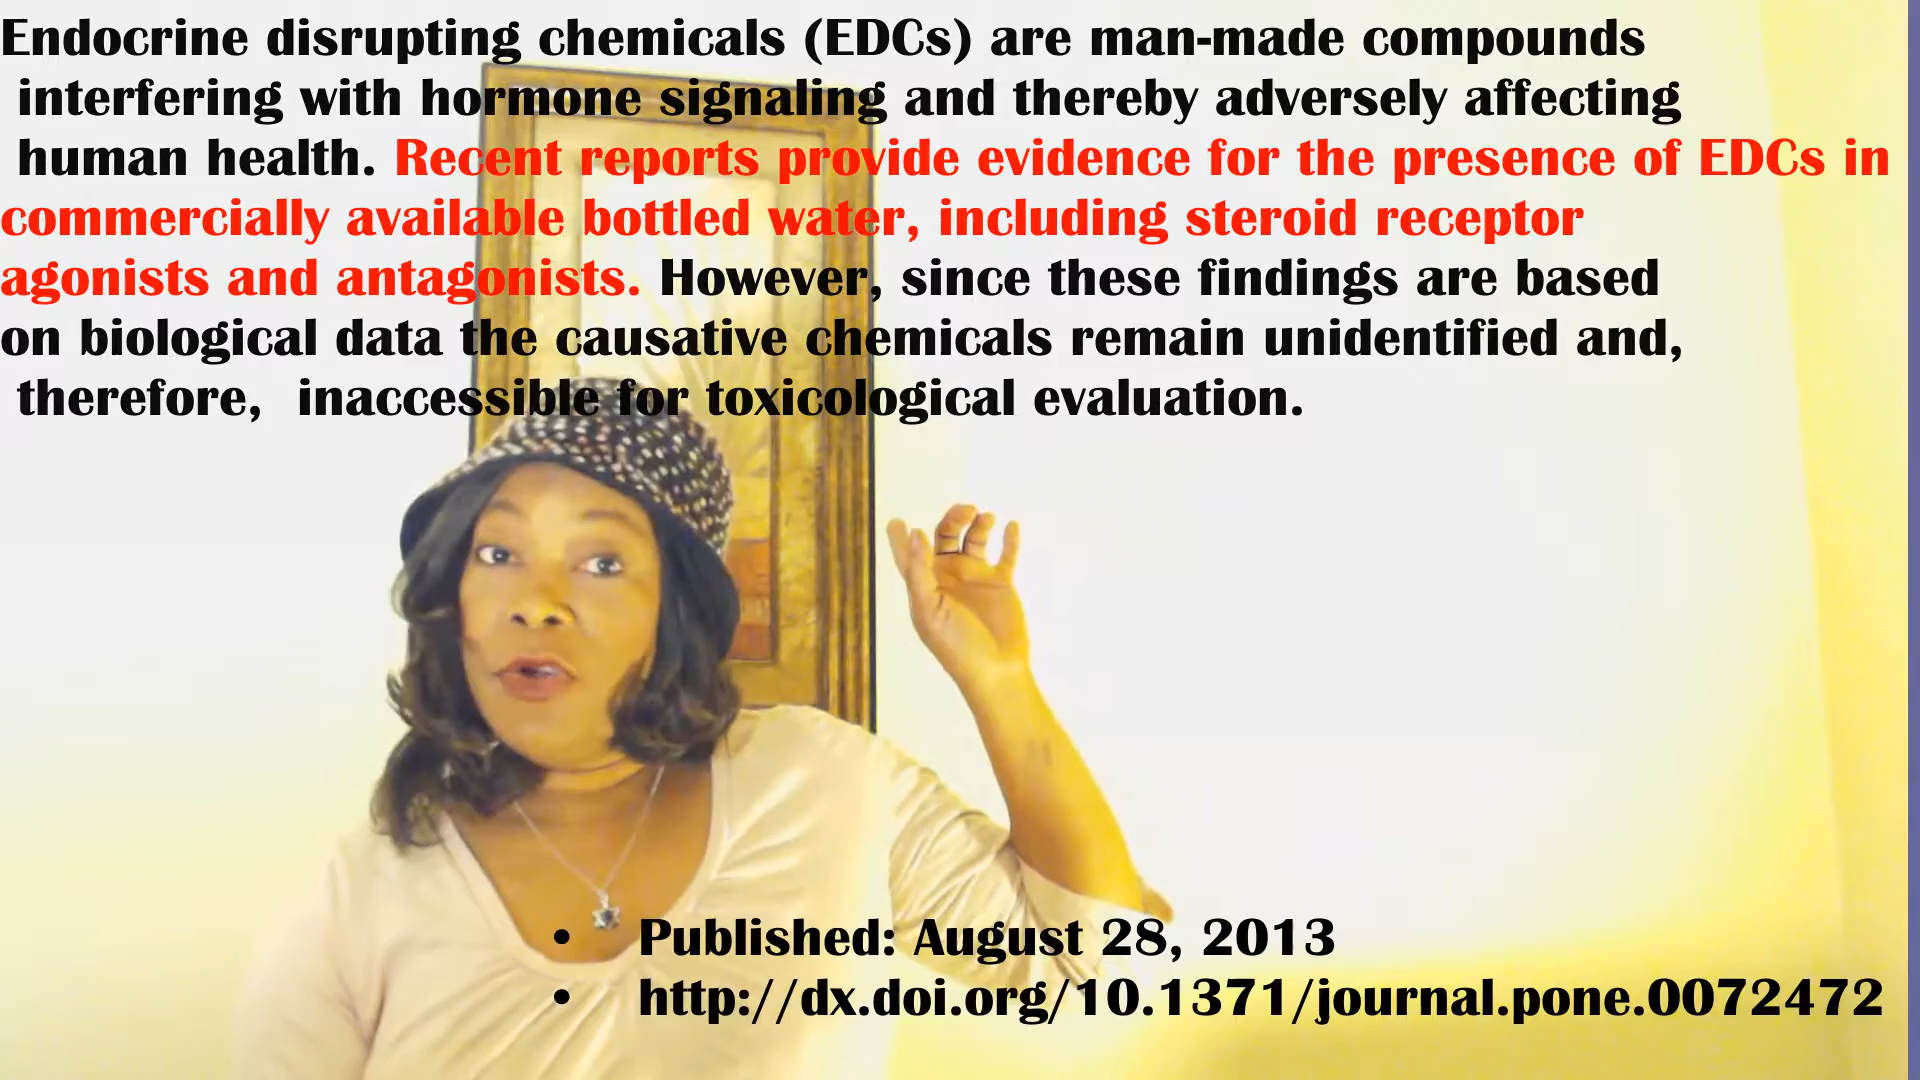 Endocrine disrupting chemicals (EDCs) are man-made compounds
interfering with hormone signaling and thereby adversely affecting
human health. Recent reports provide evidence for the presence of EDCs in
commercially available bottled water, including steroid receptor
agonists and antagonists. However, since these findings are based
on biological data the causative chemicals remain unidentified and,
therefore, inaccessible for toxicological evaluation.
• Published: August 28, 2013
• http://dx.doi.org/10.1371/journal.pone.0072472